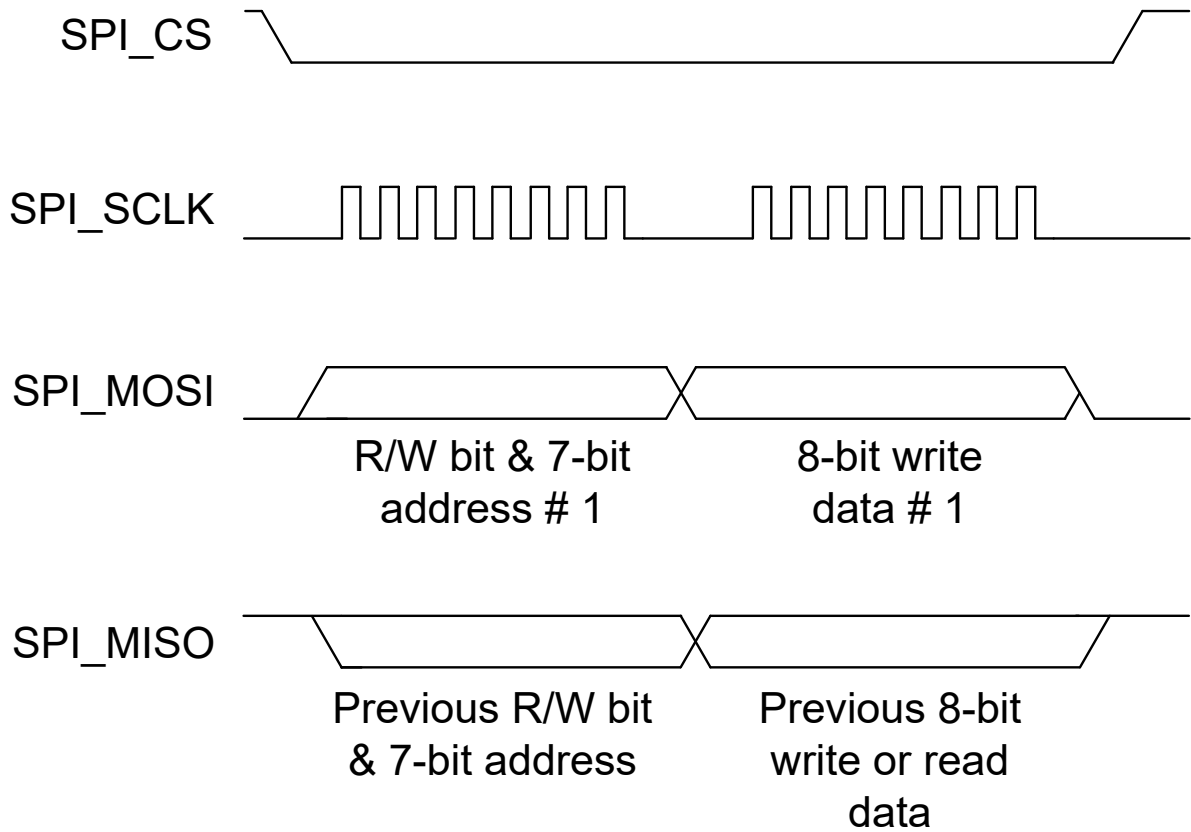 SPI_CS
SPI_SCLK
SPI_MOSI
R/W bit & 7-bit
address # 1
8-bit write
data # 1
SPI_MISO
Previous R/W bit
& 7-bit address
Previous 8-bit
write or read
data